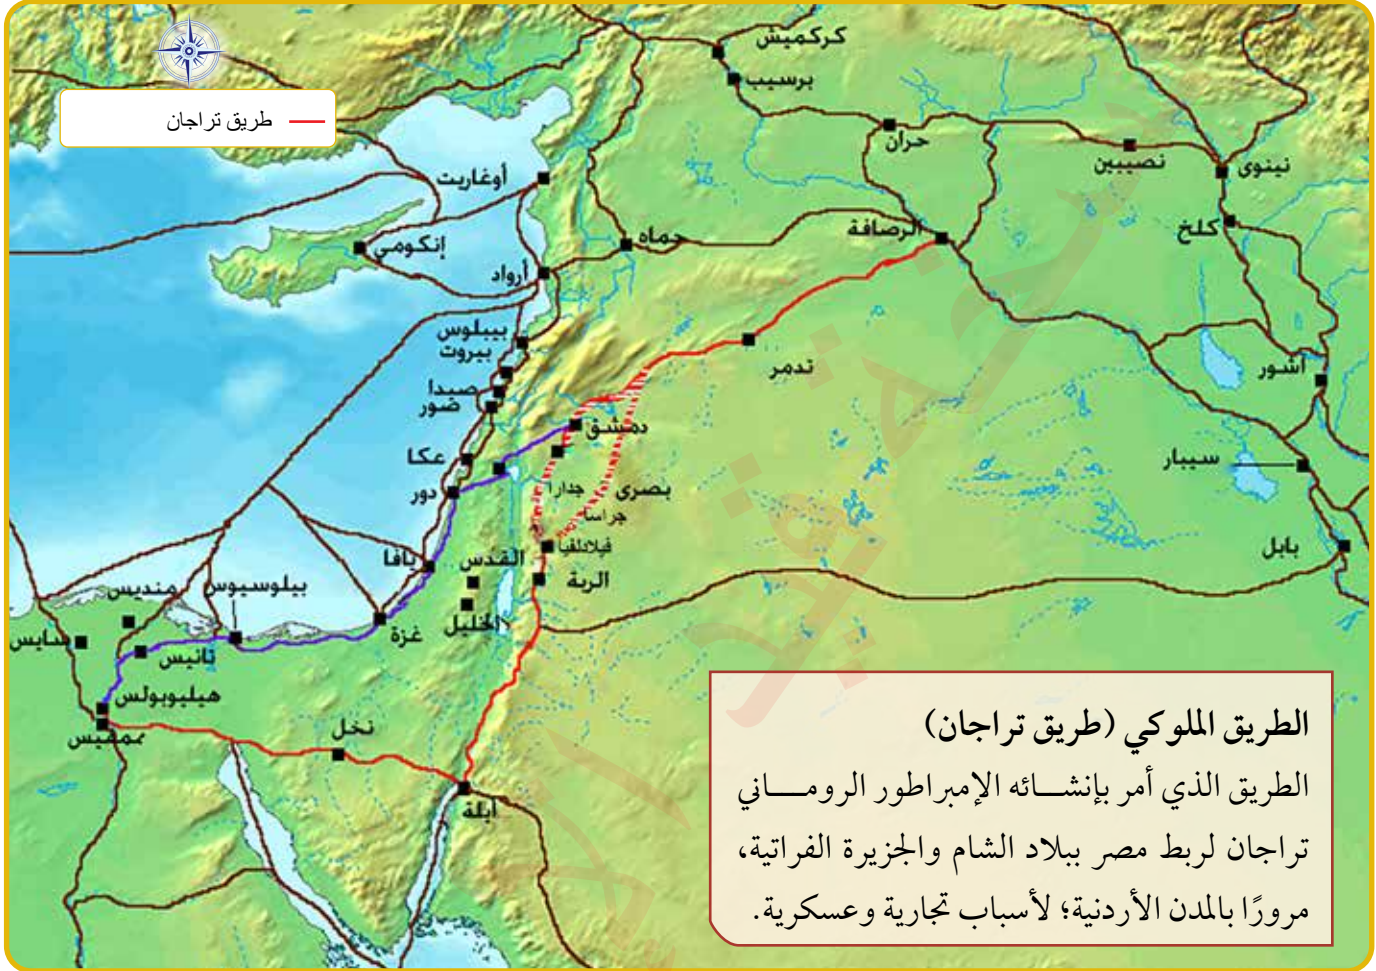 كركميش
برسيب
طريق تراجان
حران
نصيبين
نينوى
أوغاريت
كلخ
الرصافة
حماه
إنكومي
أرواد
بيبلوس
بيروت
تدمر
آشور
صيدا
صور
دمشق
عكا
سيبار
دور
جدارا
بصرى
جراسا
فيلادلفيا
بابل
يافا
القدس
الربة
بيلوسيوس
منديس
الخليل
غزة
سايس
تانيس
هيليوبولس
ممفيس
نخل
أيلة
الطريق الملوكي (طريق تراجان)
الطريق الذي أمر بإنشائه الإمبراطور الروماني
تراجان لربط مصر ببلاد الشام والجزيرة الفراتية،
مرورًا بالمدن الأردنية؛ لأسباب تجارية وعسكرية.